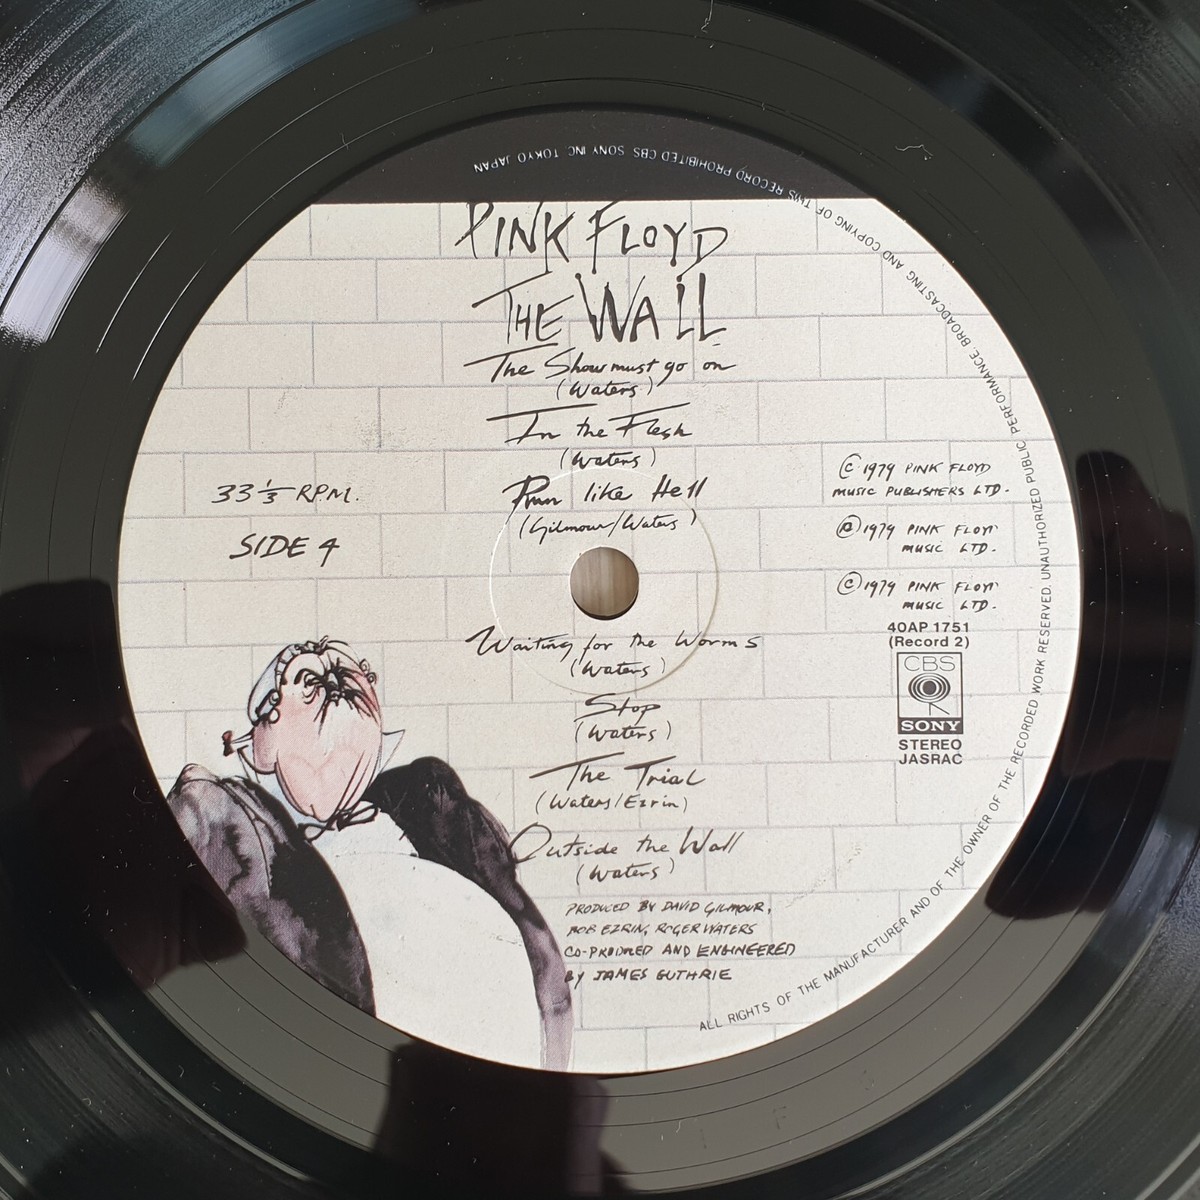 PINK FLOYD
THE WALL
The Show must go on
(Waters)
In the Flesh
(Waters)
Run like Hell
(Gilmour/Waters)
Waiting for the Worms
(Waters)
Stop
(Waters)
The Trial
(Waters/Ezrin)
Outside the Wall
(Waters)
PRODUCED BY DAVID GILMOUR,
BOB EZRIN, ROGER WATERS
CO-PRODUCED AND ENGINEERED
BY JAMES GUTHRIE
33 1/3 RPM.
SIDE 4
© 1979 PINK FLOYD
MUSIC PUBLISHERS LTD.
℗ 1979 PINK FLOYD
MUSIC LTD.
© 1979 PINK FLOYD
MUSIC LTD.
40AP 1751
(Record 2)
CBS
SONY
STEREO
JASRAC
ALL RIGHTS OF THE MANUFACTURER AND OF THE OWNER OF THE RECORDED WORK RESERVED. UNAUTHORIZED PUBLIC PERFORMANCE. BROADCASTING AND COPYING OF THIS RECORD PROHIBITED CBS SONY INC. TOKYO JAPAN